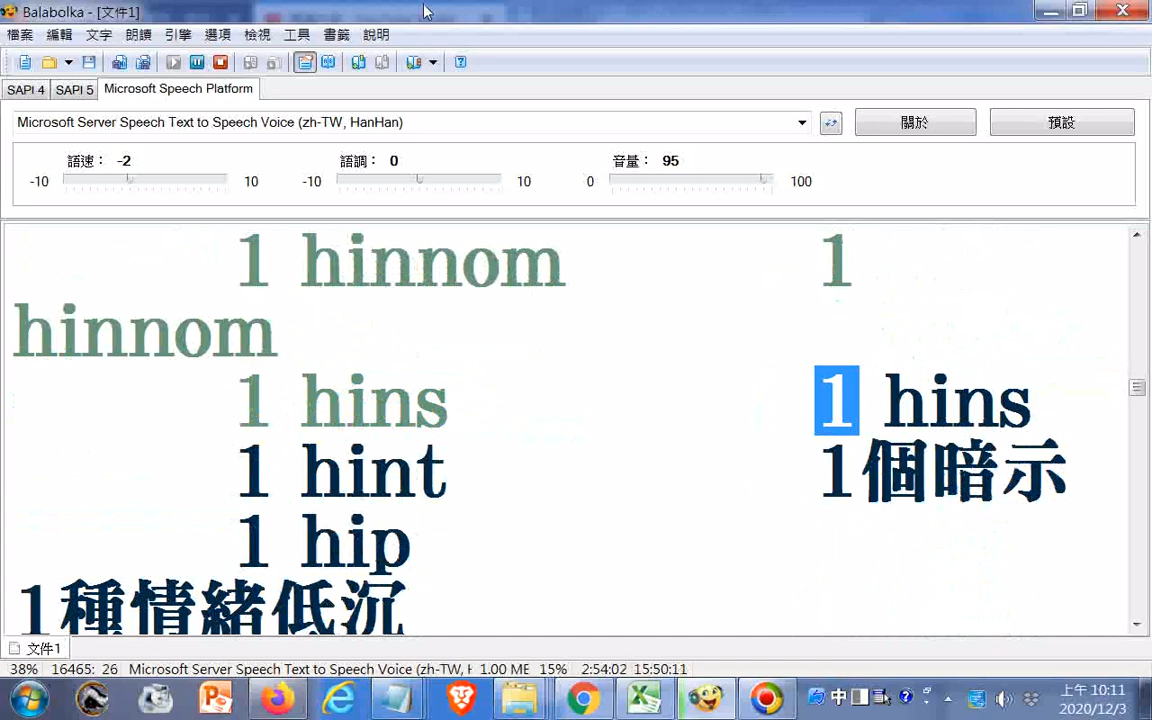 Balabolka - [文件1]
檔案 編輯 文字 朗讀 引擎 選項 檢視 工具 書籤 說明
SAPI 4 SAPI 5 Microsoft Speech Platform
Microsoft Server Speech Text to Speech Voice (zh-TW, HanHan) 關於 預設
語速： -2 語調： 0 音量： 95
-10 10 -10 10 0 100
1 hinnom 1
hinnom
1 hins 1 hins
1 hint 1個暗示
1 hip
1種情緒低沉
文件1
38% 16465: 26 Microsoft Server Speech Text to Speech Voice (zh-TW, 1.00 ME 15% 2:54:02 15:50:11
中 上午 10:11
2020/12/3